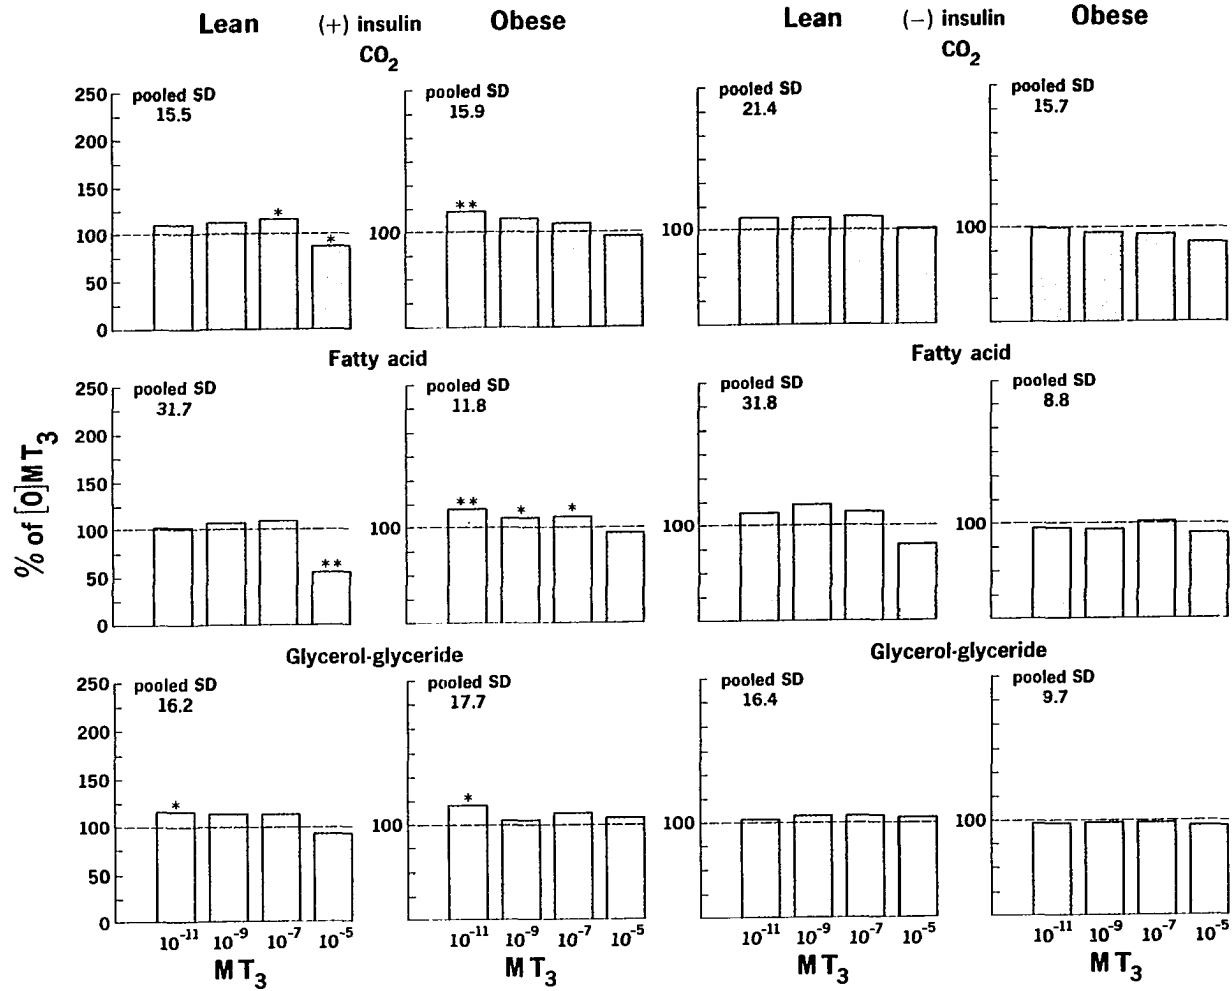 Lean (+) insulin Obese Lean (−) insulin Obese
CO₂ CO₂
250 pooled SD pooled SD pooled SD pooled SD
15.5 15.9 21.4 15.7
200
150
* **
* 100 100
100
50
0
Fatty acid Fatty acid
250 pooled SD pooled SD pooled SD pooled SD
31.7 11.8 31.8 8.8
200
% of [O]MT₃
150
** * *
100 100 100 100
**
50
0
Glycerol-glyceride Glycerol-glyceride
250 pooled SD pooled SD pooled SD pooled SD
16.2 17.7 16.4 9.7
200
150
* *
100 100 100 100
50
0
10⁻¹¹ 10⁻⁹ 10⁻⁷ 10⁻⁵ 10⁻¹¹ 10⁻⁹ 10⁻⁷ 10⁻⁵ 10⁻¹¹ 10⁻⁹ 10⁻⁷ 10⁻⁵ 10⁻¹¹ 10⁻⁹ 10⁻⁷ 10⁻⁵
MT₃ MT₃ MT₃ MT₃